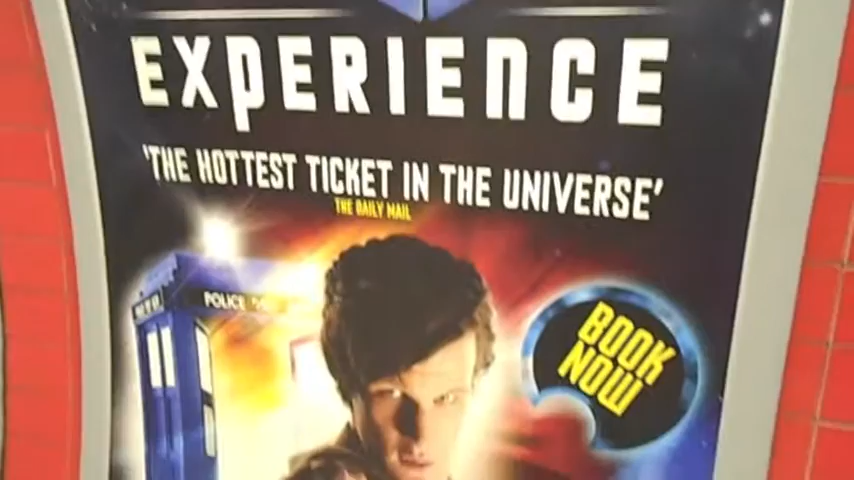 EXPERIENCE
'THE HOTTEST TICKET IN THE UNIVERSE'
THE DAILY MAIL
POLICE
BOOK
NOW